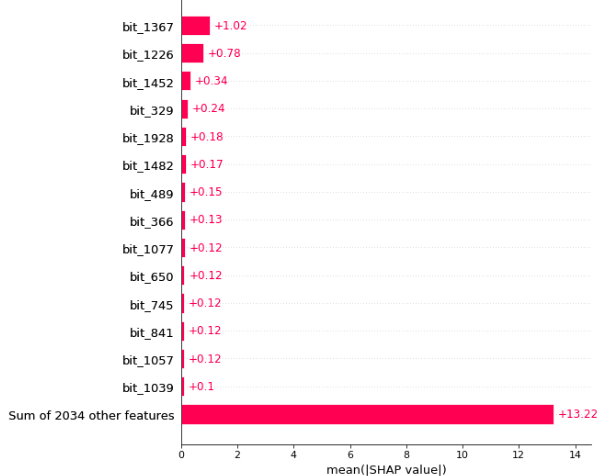 bit_1367 +1.02
bit_1226 +0.78
bit_1452 +0.34
bit_329 +0.24
bit_1928 +0.18
bit_1482 +0.17
bit_489 +0.15
bit_366 +0.13
bit_1077 +0.12
bit_650 +0.12
bit_745 +0.12
bit_841 +0.12
bit_1057 +0.12
bit_1039 +0.1
Sum of 2034 other features +13.22
0 2 4 6 8 10 12 14
mean(|SHAP value|)